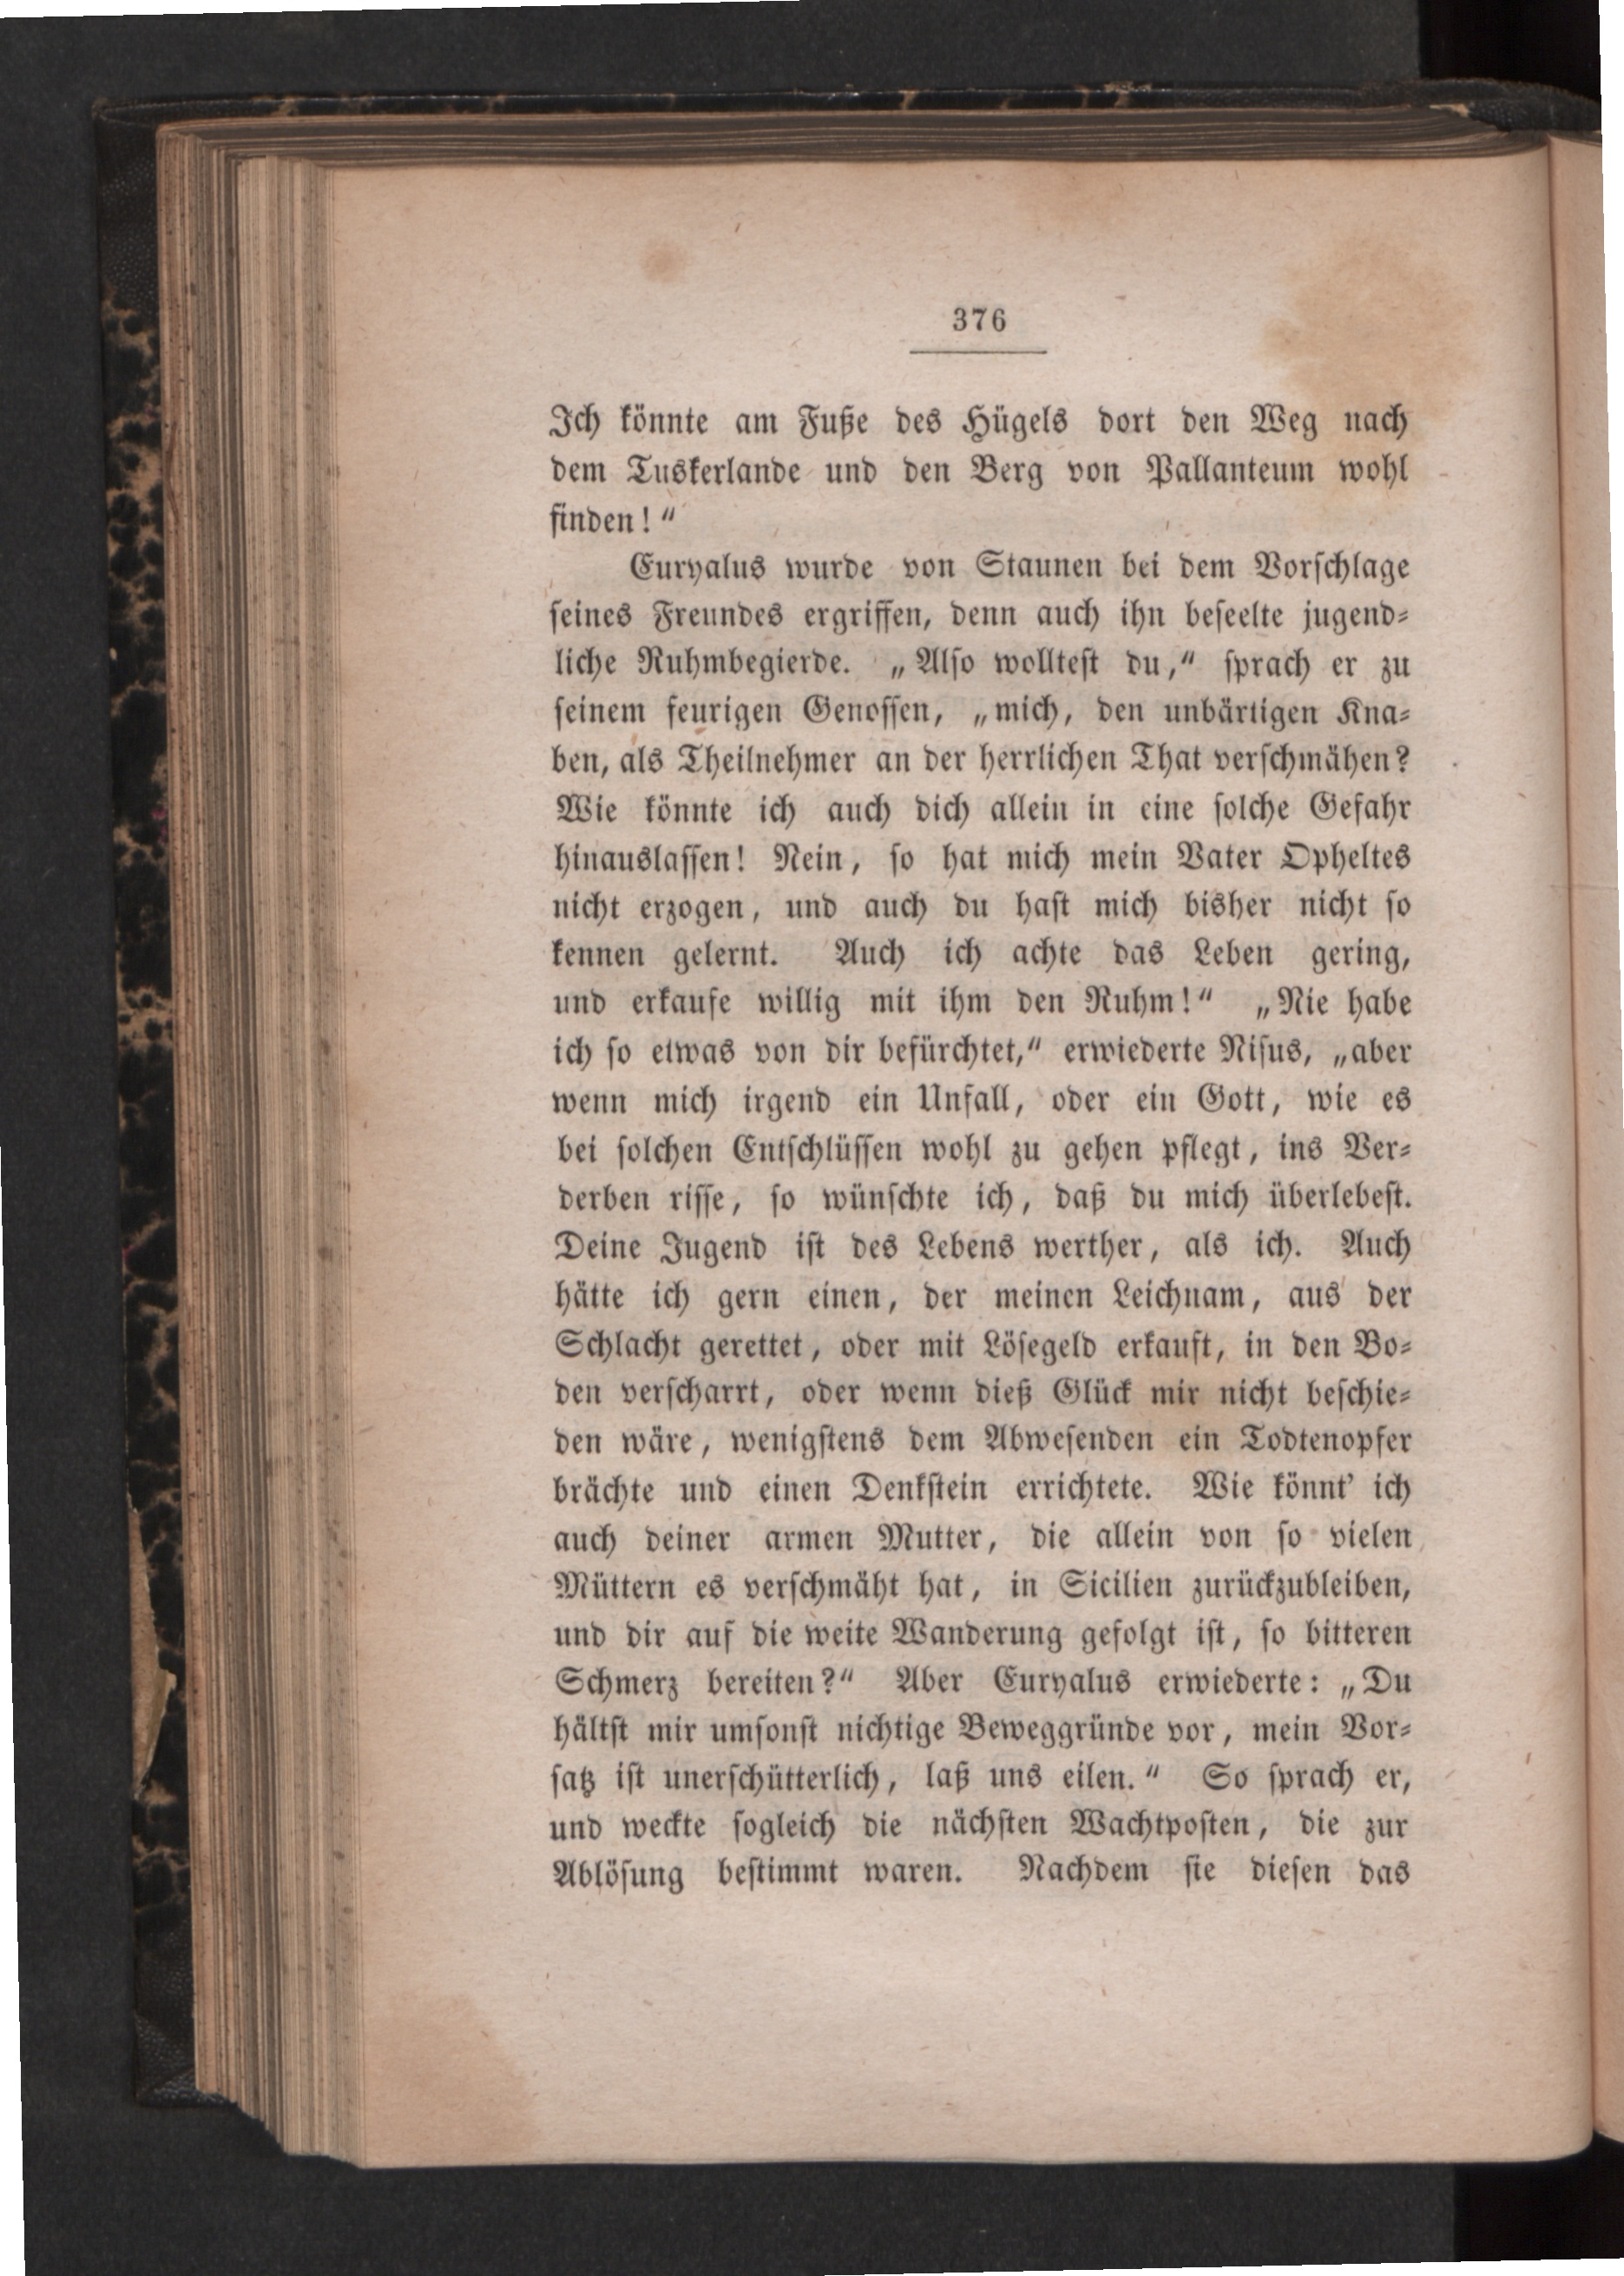 376
Ich könnte am Fuße des Hügels dort den Weg nach
dem Tuskerlande und den Berg von Pallanteum wohl
finden!“
Euryalus wurde von Staunen bei dem Vorschlage
seines Freundes ergriffen, denn auch ihn beseelte jugend-
liche Ruhmbegierde. „Also wolltest du,“ sprach er zu
seinem feurigen Genossen, „mich, den unbärtigen Kna-
ben, als Theilnehmer an der herrlichen That verschmähen?
Wie könnte ich auch dich allein in eine solche Gefahr
hinauslassen! Nein, so hat mich mein Vater Opheltes
nicht erzogen, und auch du hast mich bisher nicht so
kennen gelernt. Auch ich achte das Leben gering,
und erkaufe willig mit ihm den Ruhm!“ „Nie habe
ich so etwas von dir befürchtet,“ erwiederte Nisus, „aber
wenn mich irgend ein Unfall, oder ein Gott, wie es
bei solchen Entschlüssen wohl zu gehen pflegt, ins Ver-
derben risse, so wünschte ich, daß du mich überlebest.
Deine Jugend ist des Lebens werther, als ich. Auch
hätte ich gern einen, der meinen Leichnam, aus der
Schlacht gerettet, oder mit Lösegeld erkauft, in den Bo-
den verscharrt, oder wenn dieß Glück mir nicht beschie-
den wäre, wenigstens dem Abwesenden ein Todtenopfer
brächte und einen Denkstein errichtete. Wie könnt’ ich
auch deiner armen Mutter, die allein von so vielen
Müttern es verschmäht hat, in Sicilien zurückzubleiben,
und dir auf die weite Wanderung gefolgt ist, so bitteren
Schmerz bereiten?“ Aber Euryalus erwiederte: „Du
hältst mir umsonst nichtige Beweggründe vor, mein Vor-
satz ist unerschütterlich, laß uns eilen.“ So sprach er,
und weckte sogleich die nächsten Wachtposten, die zur
Ablösung bestimmt waren. Nachdem sie diesen das